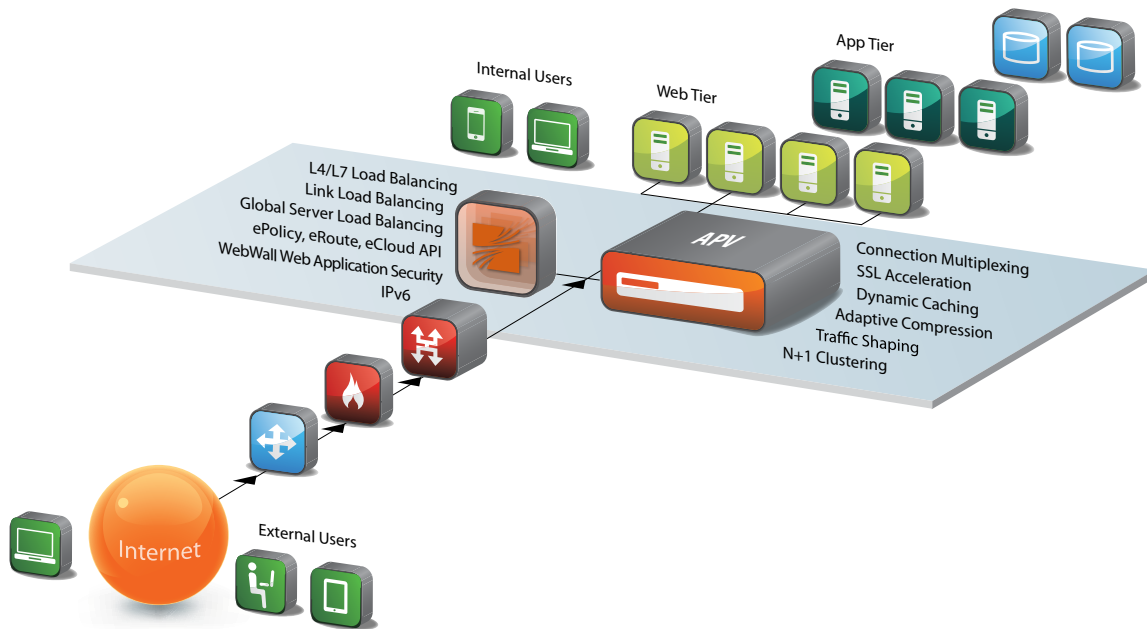 App Tier
Internal Users
Web Tier
L4/L7 Load Balancing
Link Load Balancing
Global Server Load Balancing
ePolicy, eRoute, eCloud API
WebWall Web Application Security
IPv6
APV
Connection Multiplexing
SSL Acceleration
Dynamic Caching
Adaptive Compression
Traffic Shaping
N+1 Clustering
Internet
External Users